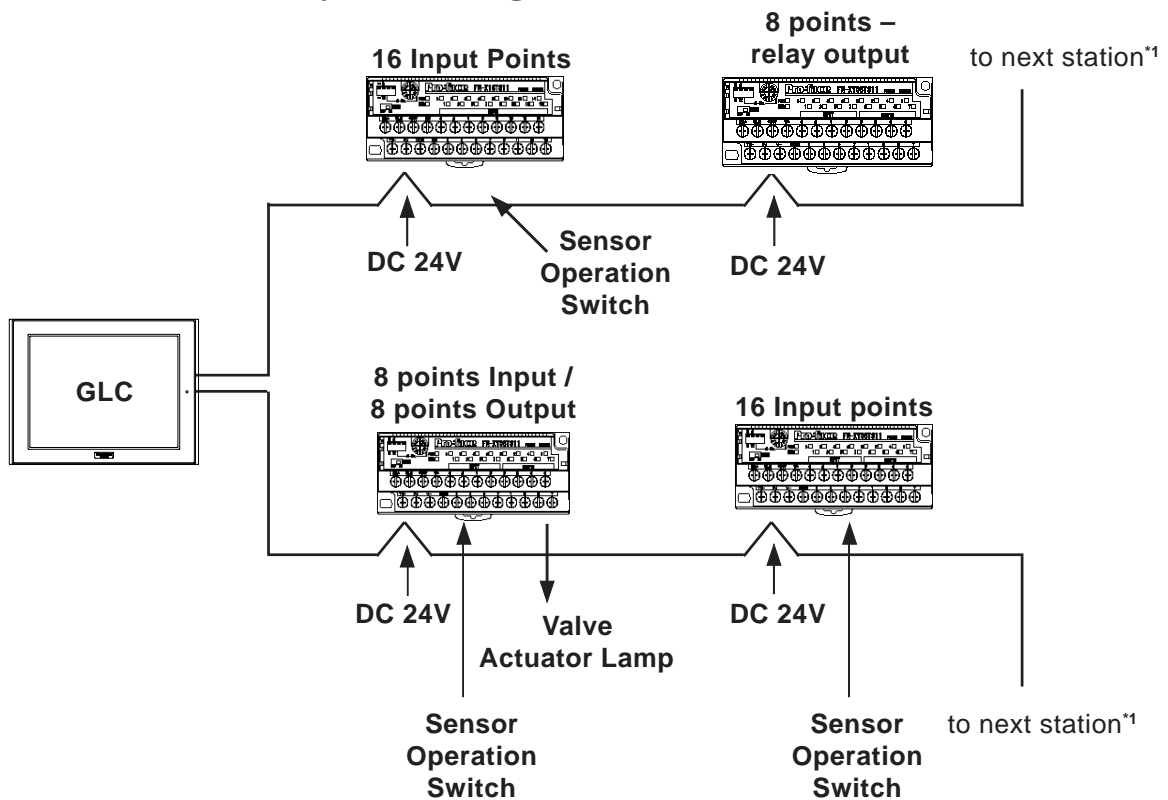 8 points –
relay output
16 Input Points
to next station*1
Sensor
Operation
Switch
DC 24V
DC 24V
GLC
8 points Input /
8 points Output
16 Input points
DC 24V
DC 24V
Valve
Actuator Lamp
Sensor
Operation
Switch
Sensor
Operation
Switch
to next station*1